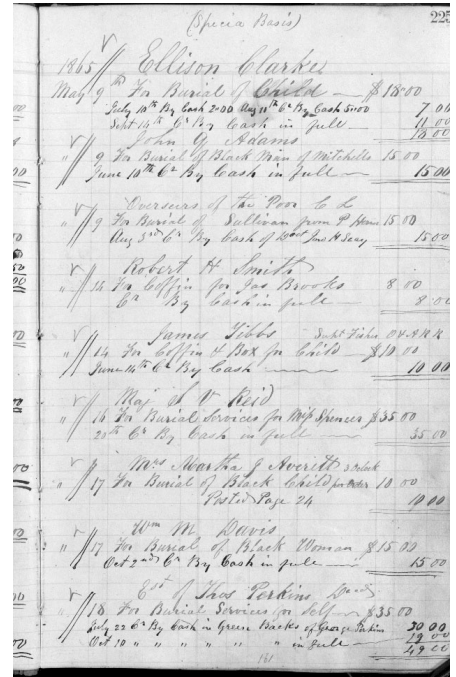 (Specia Basis) 225
1865 Ellison Clarke
May 9th For Burial of Child $18.00
July 10th By Cash 2.00 Aug 11th Cr By Cash 5.00 7 00
Sept 14th Cr By Cash in full 11 00
18 00
John Q Adams
" 9 For Burial of Black Man of Mitchells 15.00
June 10th Cr By Cash in full 15 00
Overseers of the Poor C L
" 9 For Burial of Sullivan from P 15.00
Aug 3rd Cr By Cash of Jno H Seay 15 00
Robert H Smith
" 14 For Coffin for Jas Brooks 8 00
Cr By Cash in full 8 00
James Tibbs Supt Fisher O & A R R
" 14 For Coffin & Box for Child $10.00
June 14th Cr By Cash 10 00
Maj S V Reid
" 16 For Burial Services for Miss Spencer $35.00
25th Cr By Cash in full 35 00
Mrs Martha J Averett
" 17 For Burial of Black Child per order 10.00
Posted Page 24 10 00
Wm M. Davis
" 17 For Burial of Black Woman $15.00
Oct 2nd Cr By Cash in full 15 00
Est of Thos Perkins Decd
" 18 For Burial Services for Self $35.00
July 22 Cr By Cash in Green Backs of George Perkins 30 00
Oct 10 " " " " " " in full 19 00
49 00